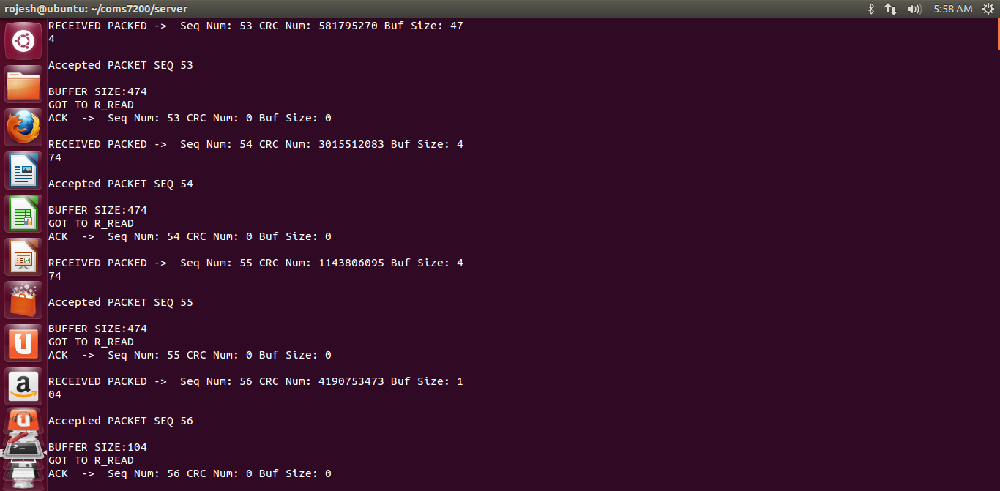 rojesh@ubuntu: ~/coms7200/server
5:58 AM
RECEIVED PACKED ->  Seq Num: 53 CRC Num: 581795270 Buf Size: 47
4
Accepted PACKET SEQ 53
BUFFER SIZE:474
GOT TO R_READ
ACK  ->  Seq Num: 53 CRC Num: 0 Buf Size: 0
RECEIVED PACKED ->  Seq Num: 54 CRC Num: 3015512083 Buf Size: 4
74
Accepted PACKET SEQ 54
BUFFER SIZE:474
GOT TO R_READ
ACK  ->  Seq Num: 54 CRC Num: 0 Buf Size: 0
RECEIVED PACKED ->  Seq Num: 55 CRC Num: 1143806095 Buf Size: 4
74
Accepted PACKET SEQ 55
BUFFER SIZE:474
GOT TO R_READ
ACK  ->  Seq Num: 55 CRC Num: 0 Buf Size: 0
RECEIVED PACKED ->  Seq Num: 56 CRC Num: 4190753473 Buf Size: 1
04
Accepted PACKET SEQ 56
BUFFER SIZE:104
GOT TO R_READ
ACK  ->  Seq Num: 56 CRC Num: 0 Buf Size: 0